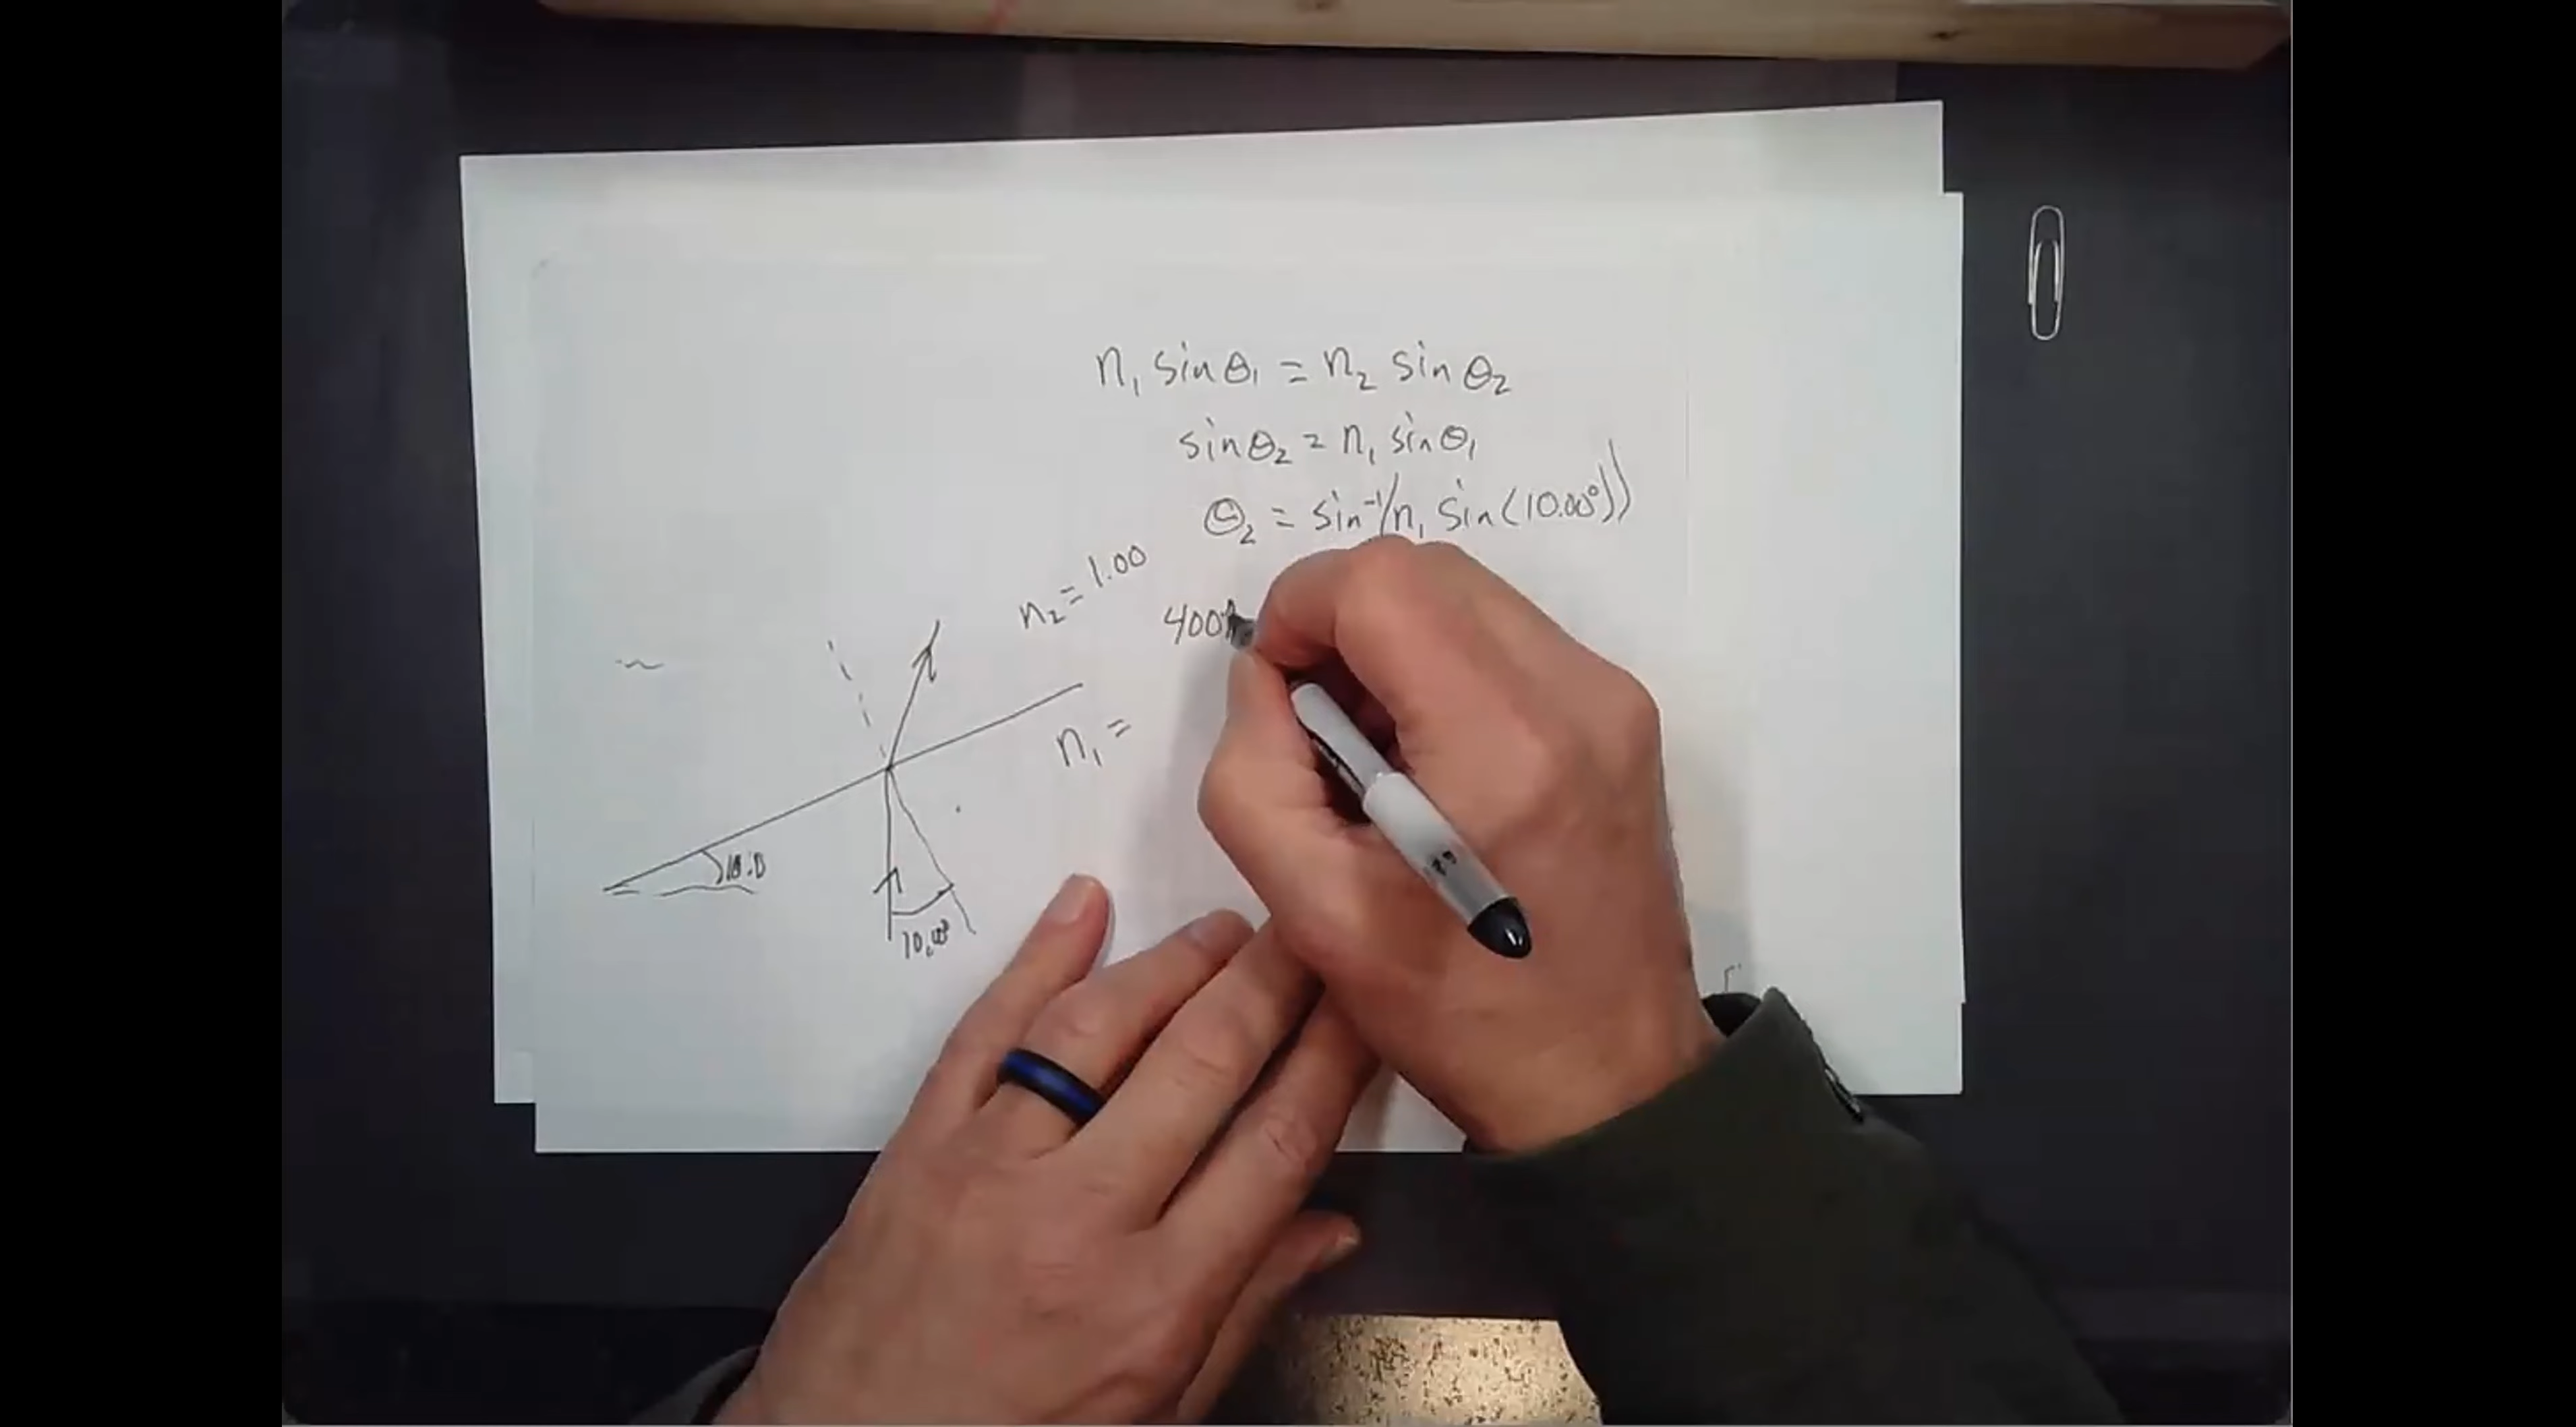 n₁ sin θ₁ = n₂ sin θ₂
sin θ₂ = n₁ sin θ₁
θ₂ = sin⁻¹(n₁ sin(10.00°))
n₂ = 1.00
400
n₁ =
10.0
10.0°